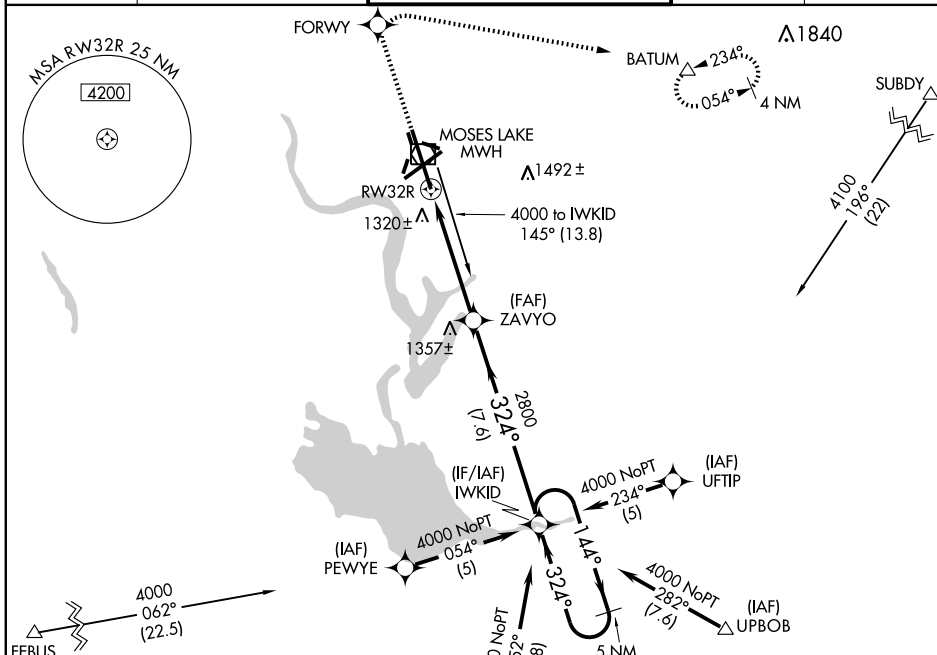 FORWY
1840
MSA RW32R 25 NM
4200
BATUM
234°
054°
4 NM
SUBDY
MOSES LAKE
MWH
1492 ±
RW32R
1320 ±
4000 to IWKID
145° (13.8)
4100
196°
(22)
(FAF)
ZAVYO
1357 ±
2800
324°
(7.6)
(IF/IAF)
IWKID
4000 NoPT
234°
(5)
(IAF)
UFTIP
(IAF)
PEWYE
4000 NoPT
054°
(5)
144°
324°
4000 NoPT
282°
(7.6)
(IAF)
UPBOB
5 NM
4000
062°
(22.5)